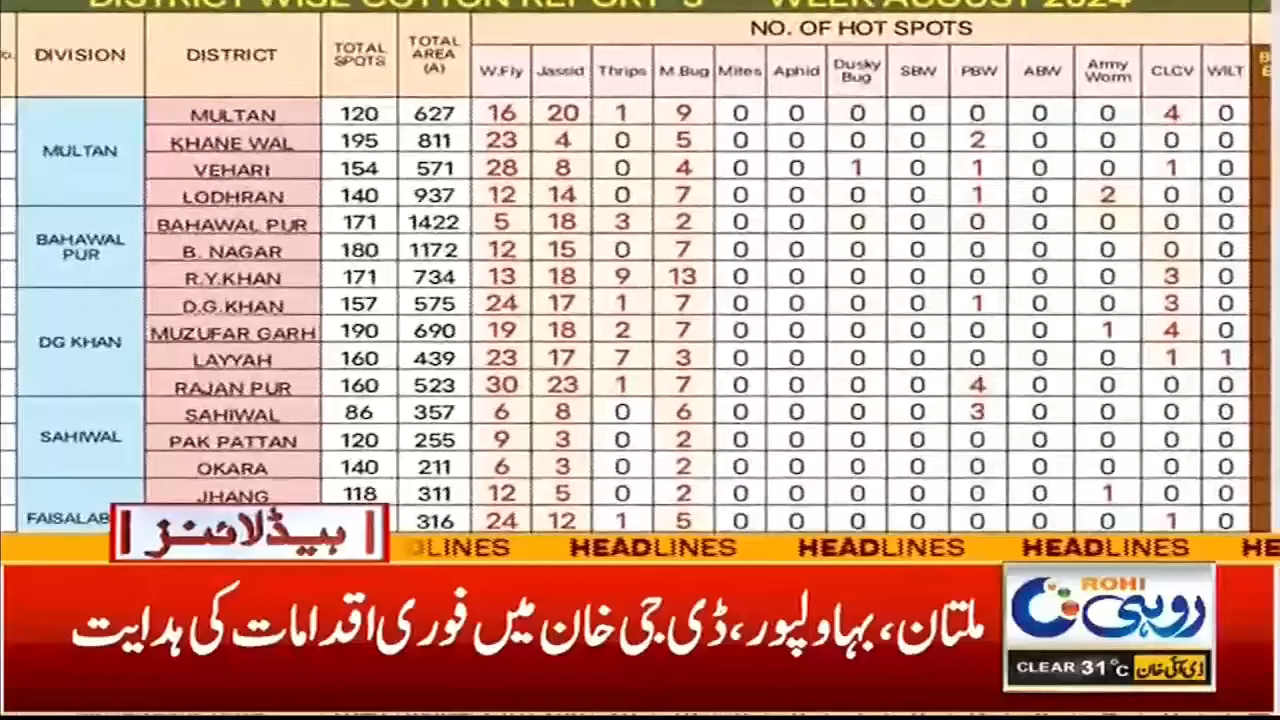 DISTRICT WISE COTTON REPORT 3 WEEK AUGUST 2024
DIVISION DISTRICT TOTAL SPOTS TOTAL AREA (A) NO. OF HOT SPOTS
W.Fly Jassid Thrips M.Bug Mites Aphid Dusky Bug SBW PBW ABW Army Worm CLCV WILT
MULTAN
MULTAN 120 627 16 20 1 9 0 0 0 0 0 0 0 4 0
KHANE WAL 195 811 23 4 0 5 0 0 0 0 2 0 0 0 0
VEHARI 154 571 28 8 0 4 0 0 1 0 1 0 0 1 0
LODHRAN 140 937 12 14 0 7 0 0 0 0 1 0 2 0 0
BAHAWAL PUR
BAHAWAL PUR 171 1422 5 18 3 2 0 0 0 0 0 0 0 0 0
B. NAGAR 180 1172 12 15 0 7 0 0 0 0 0 0 0 0 0
R.Y.KHAN 171 734 13 18 9 13 0 0 0 0 0 0 0 3 0
DG KHAN
D.G.KHAN 157 575 24 17 1 7 0 0 0 0 1 0 0 3 0
MUZUFAR GARH 190 690 19 18 2 7 0 0 0 0 0 0 1 4 0
LAYYAH 160 439 23 17 7 3 0 0 0 0 0 0 0 1 1
RAJAN PUR 160 523 30 23 1 7 0 0 0 0 4 0 0 0 0
SAHIWAL
SAHIWAL 86 357 6 8 0 6 0 0 0 0 3 0 0 0 0
PAK PATTAN 120 255 9 3 0 2 0 0 0 0 0 0 0 0 0
OKARA 140 211 6 3 0 2 0 0 0 0 0 0 0 0 0
FAISALAB
JHANG 118 311 12 5 0 2 0 0 0 0 0 0 1 0 0
316 24 12 1 5 0 0 0 0 0 0 0 1 0
ہیڈلائنز
DLINES HEADLINES HEADLINES HEADLINES HE
ملتان، بہاولپور، ڈی جی خان میں فوری اقدامات کی ہدایت
ROHI
روہی
CLEAR 31°C ڈی آئی خان